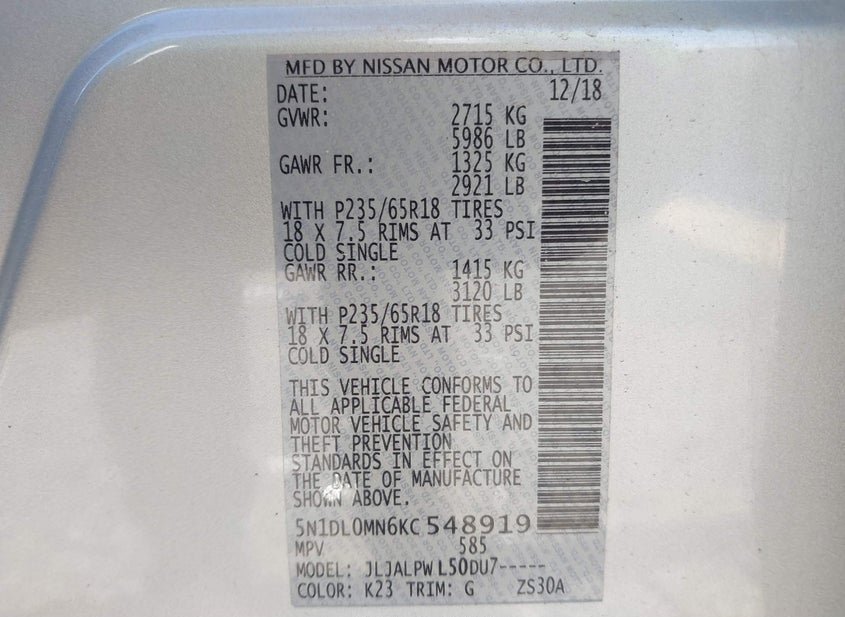 MFD BY NISSAN MOTOR CO., LTD.
DATE: 12/18
GVWR: 2715 KG
5986 LB
GAWR FR.: 1325 KG
2921 LB
WITH P235/65R18 TIRES
18 X 7.5 RIMS AT 33 PSI
COLD SINGLE
GAWR RR.: 1415 KG
3120 LB
WITH P235/65R18 TIRES
18 X 7.5 RIMS AT 33 PSI
COLD SINGLE
THIS VEHICLE CONFORMS TO
ALL APPLICABLE FEDERAL
MOTOR VEHICLE SAFETY AND
THEFT PREVENTION
STANDARDS IN EFFECT ON
THE DATE OF MANUFACTURE
SHOWN ABOVE.
5N1DL0MN6KC548919
MPV 585
MODEL: JLJALPWL50DU7-----
COLOR: K23 TRIM: G ZS30A